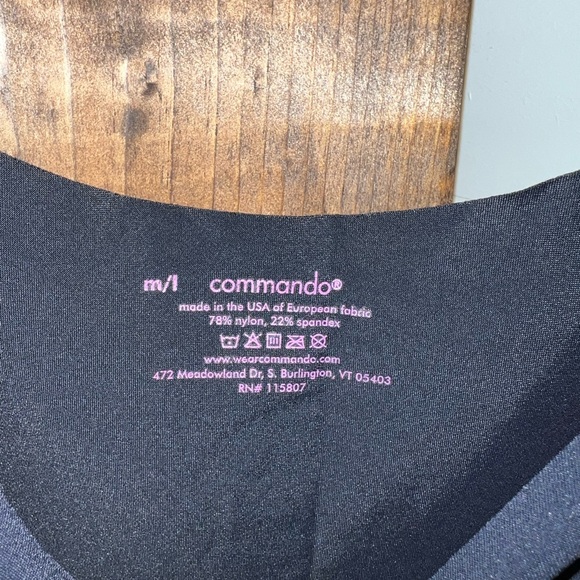 m/l commando®
made in the USA of European fabric
78% nylon, 22% spandex
www.wearcommando.com
472 Meadowland Dr, S. Burlington, VT 05403
RN# 115807